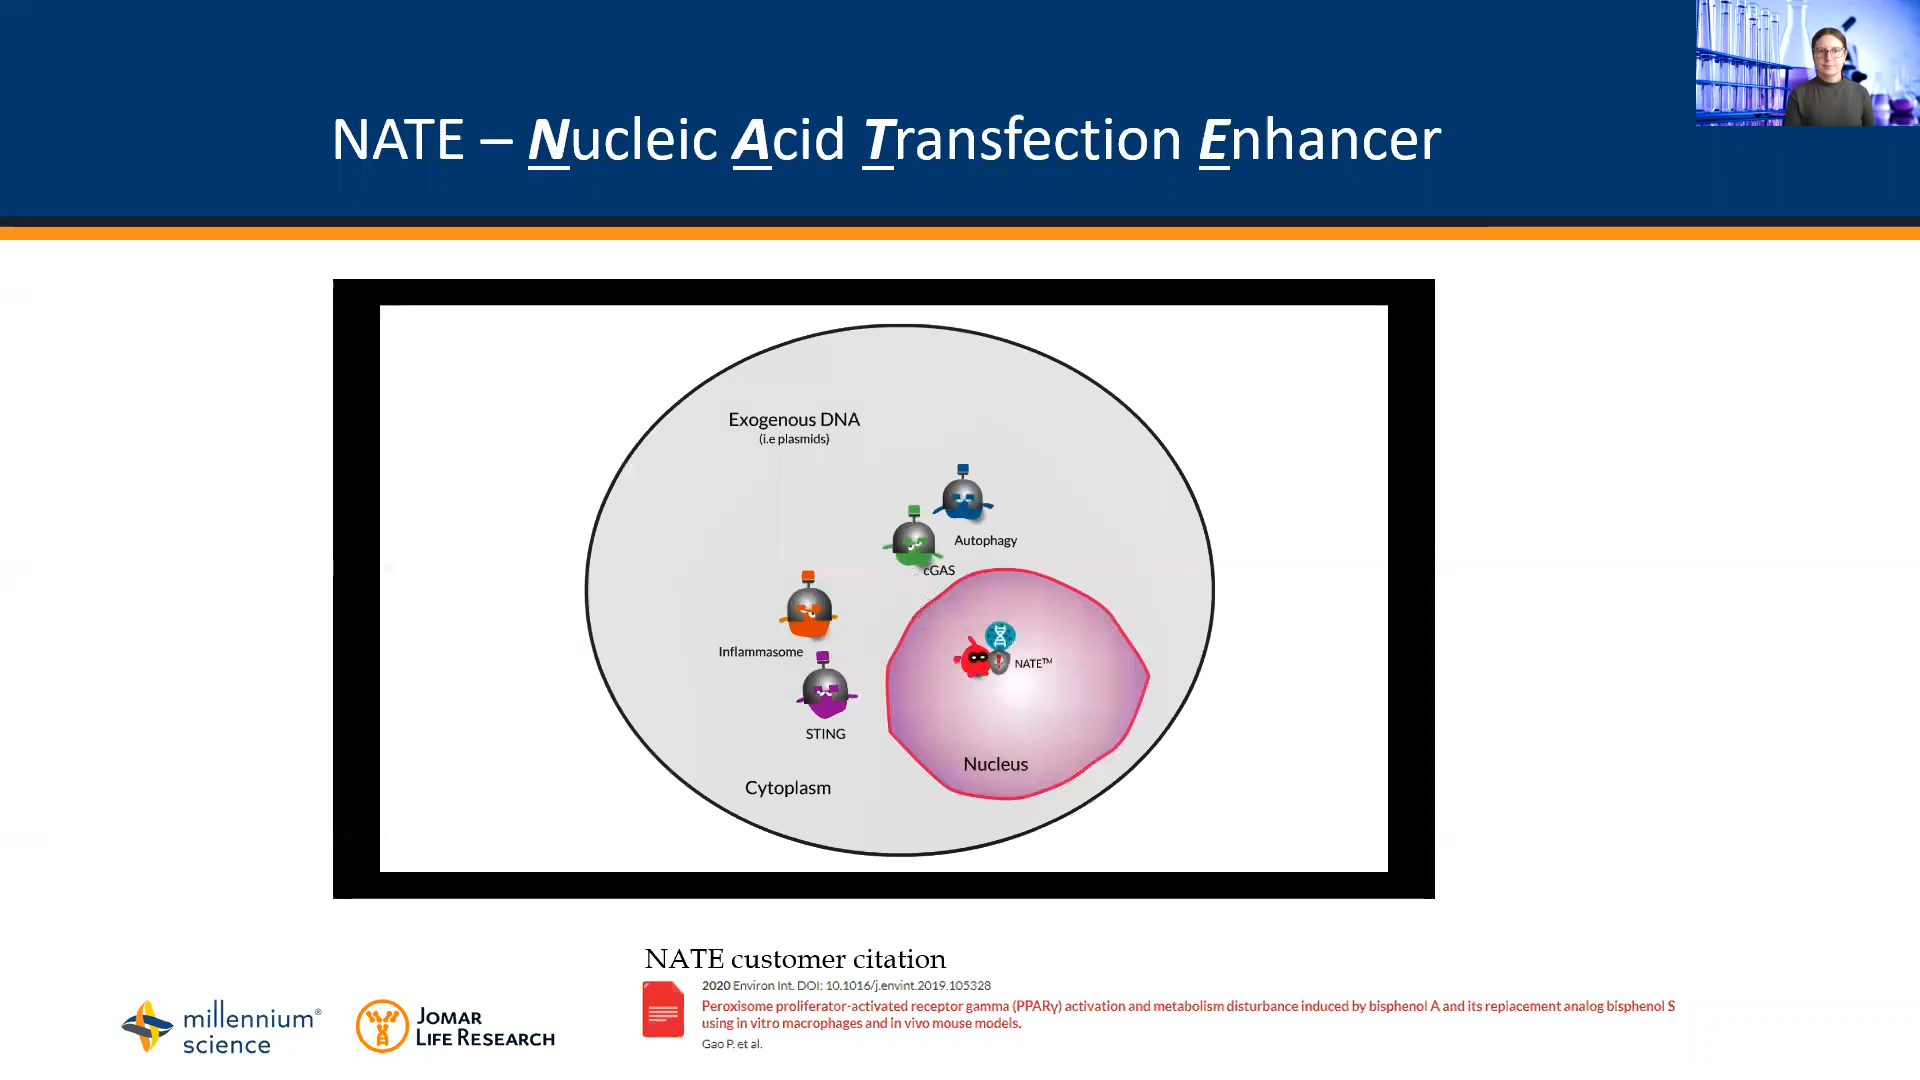 NATE – Nucleic Acid Transfection Enhancer
Exogenous DNA
(i.e plasmids)
Autophagy
cGAS
Inflammasome
NATE™
STING
Nucleus
Cytoplasm
NATE customer citation
2020 Environ Int. DOI: 10.1016/j.envint.2019.105328
Peroxisome proliferator-activated receptor gamma (PPARγ) activation and metabolism disturbance induced by bisphenol A and its replacement analog bisphenol S
using in vitro macrophages and in vivo mouse models.
Gao P. et al.
millennium®
science
JOMAR
LIFE RESEARCH